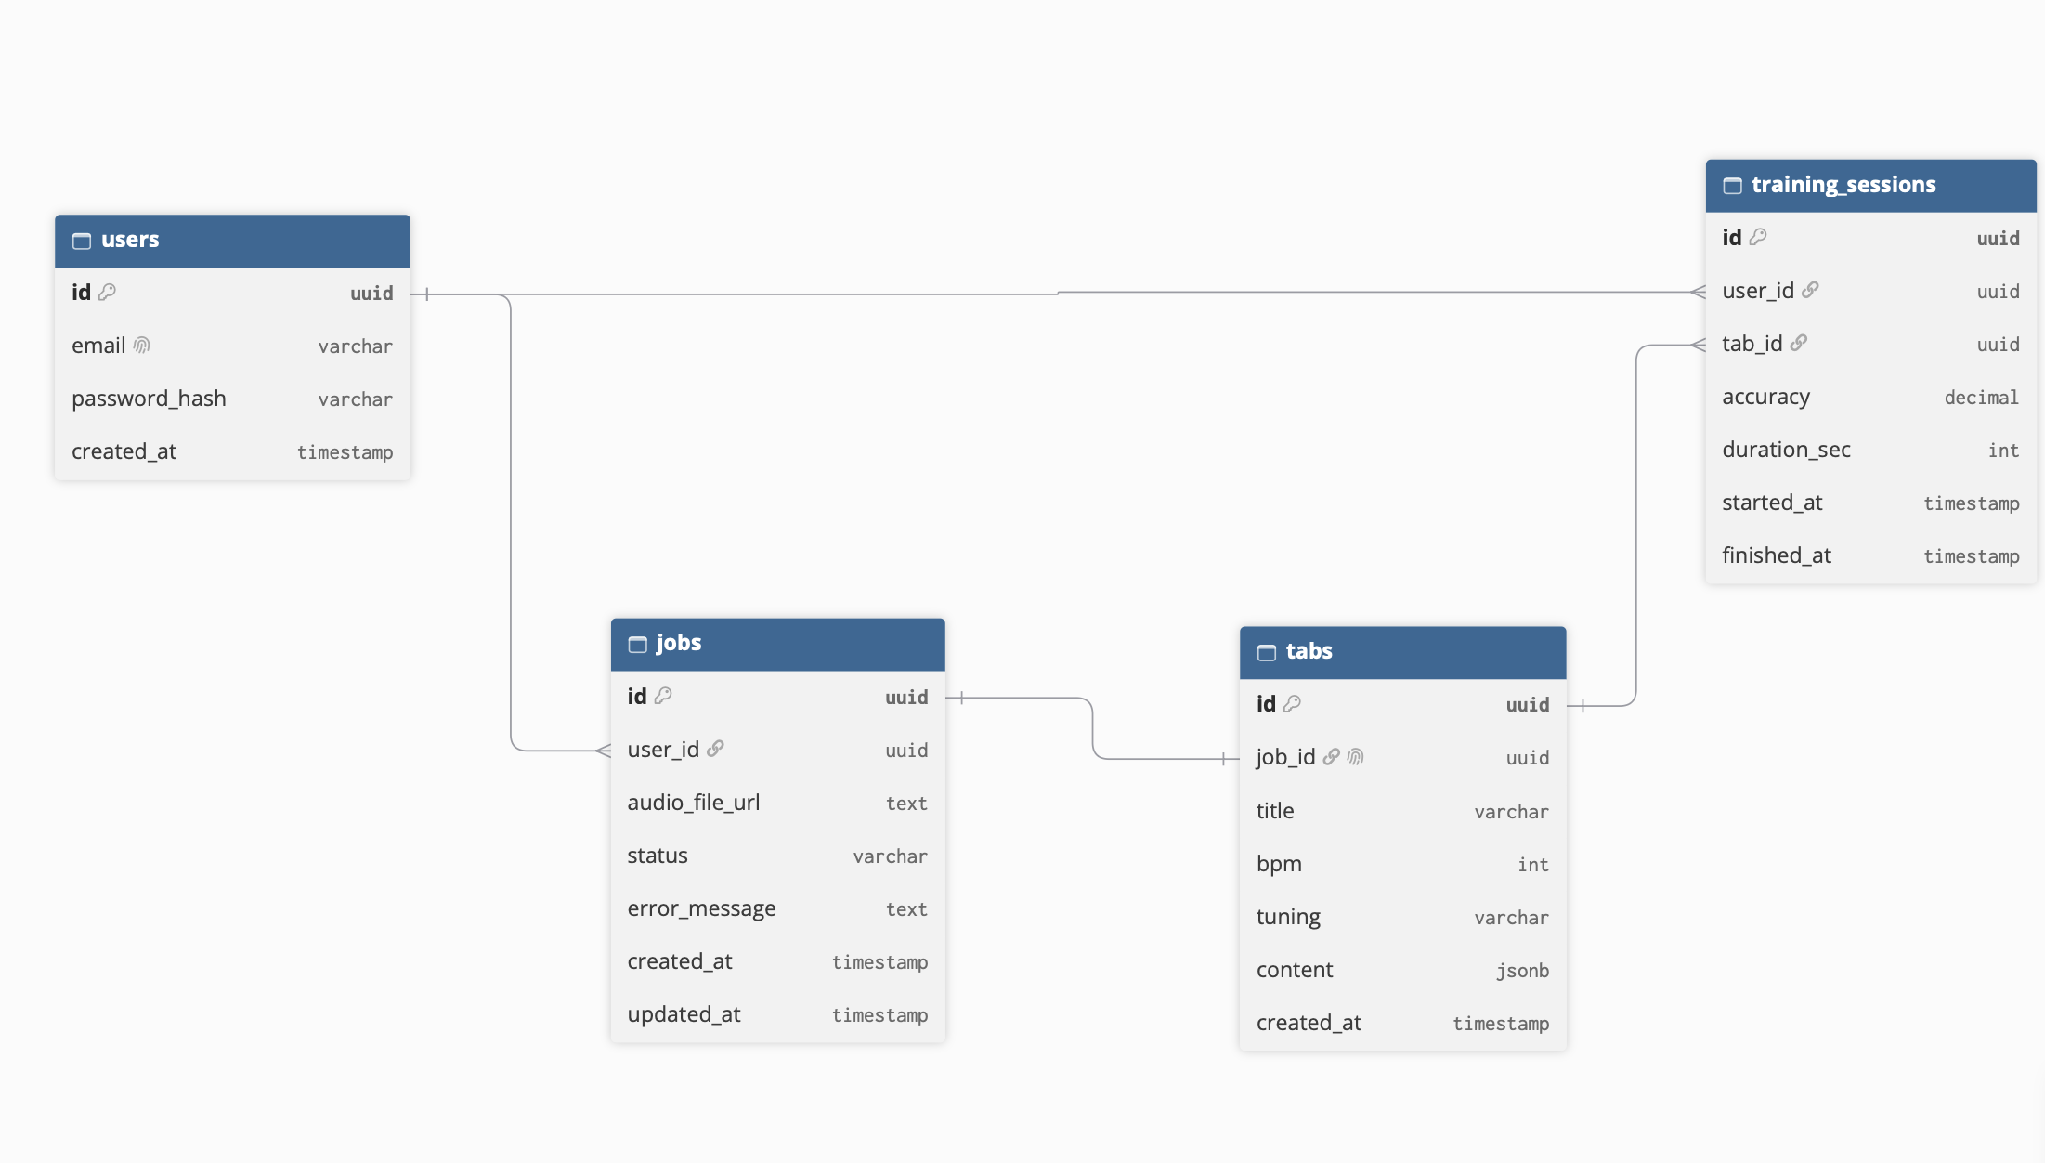 users
id uuid
email varchar
password_hash varchar
created_at timestamp
training_sessions
id uuid
user_id uuid
tab_id uuid
accuracy decimal
duration_sec int
started_at timestamp
finished_at timestamp
jobs
id uuid
user_id uuid
audio_file_url text
status varchar
error_message text
created_at timestamp
updated_at timestamp
tabs
id uuid
job_id uuid
title varchar
bpm int
tuning varchar
content jsonb
created_at timestamp